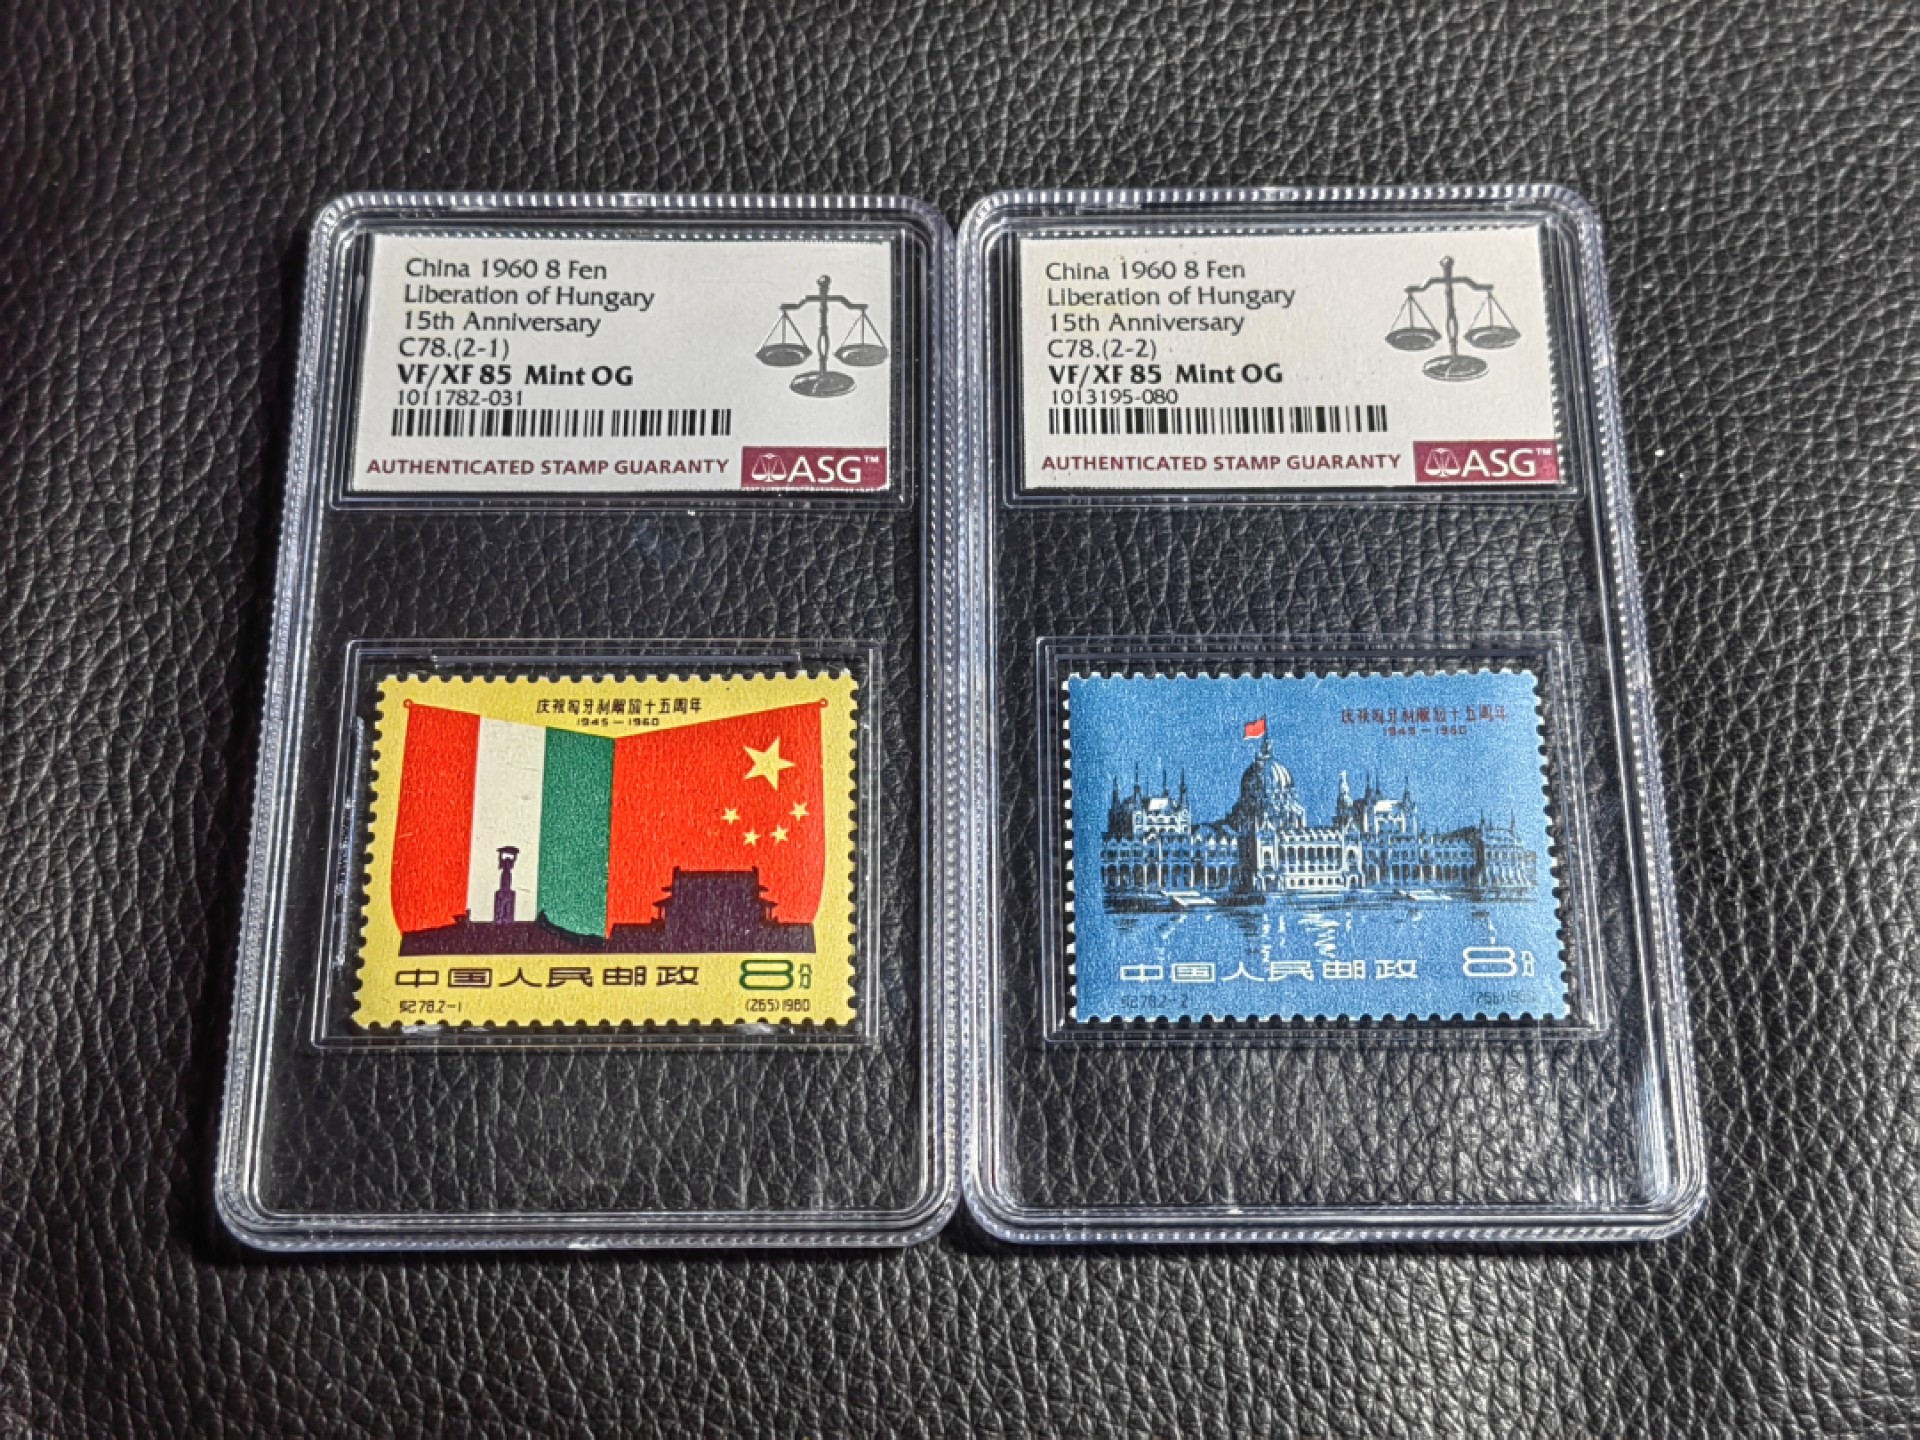 China 1960 8 Fen
Liberation of Hungary
15th Anniversary
C78.(2-1)
VF/XF 85 Mint OG
1011782-031
AUTHENTICATED STAMP GUARANTY
ASG™
庆祝匈牙利解放十五周年
1945—1960
中国人民邮政
8分
纪78.2-1
(265)1960
China 1960 8 Fen
Liberation of Hungary
15th Anniversary
C78.(2-2)
VF/XF 85 Mint OG
1013195-080
AUTHENTICATED STAMP GUARANTY
ASG™
庆祝匈牙利解放十五周年
1945—1960
中国人民邮政
8分
纪78.2-2
(266)1960